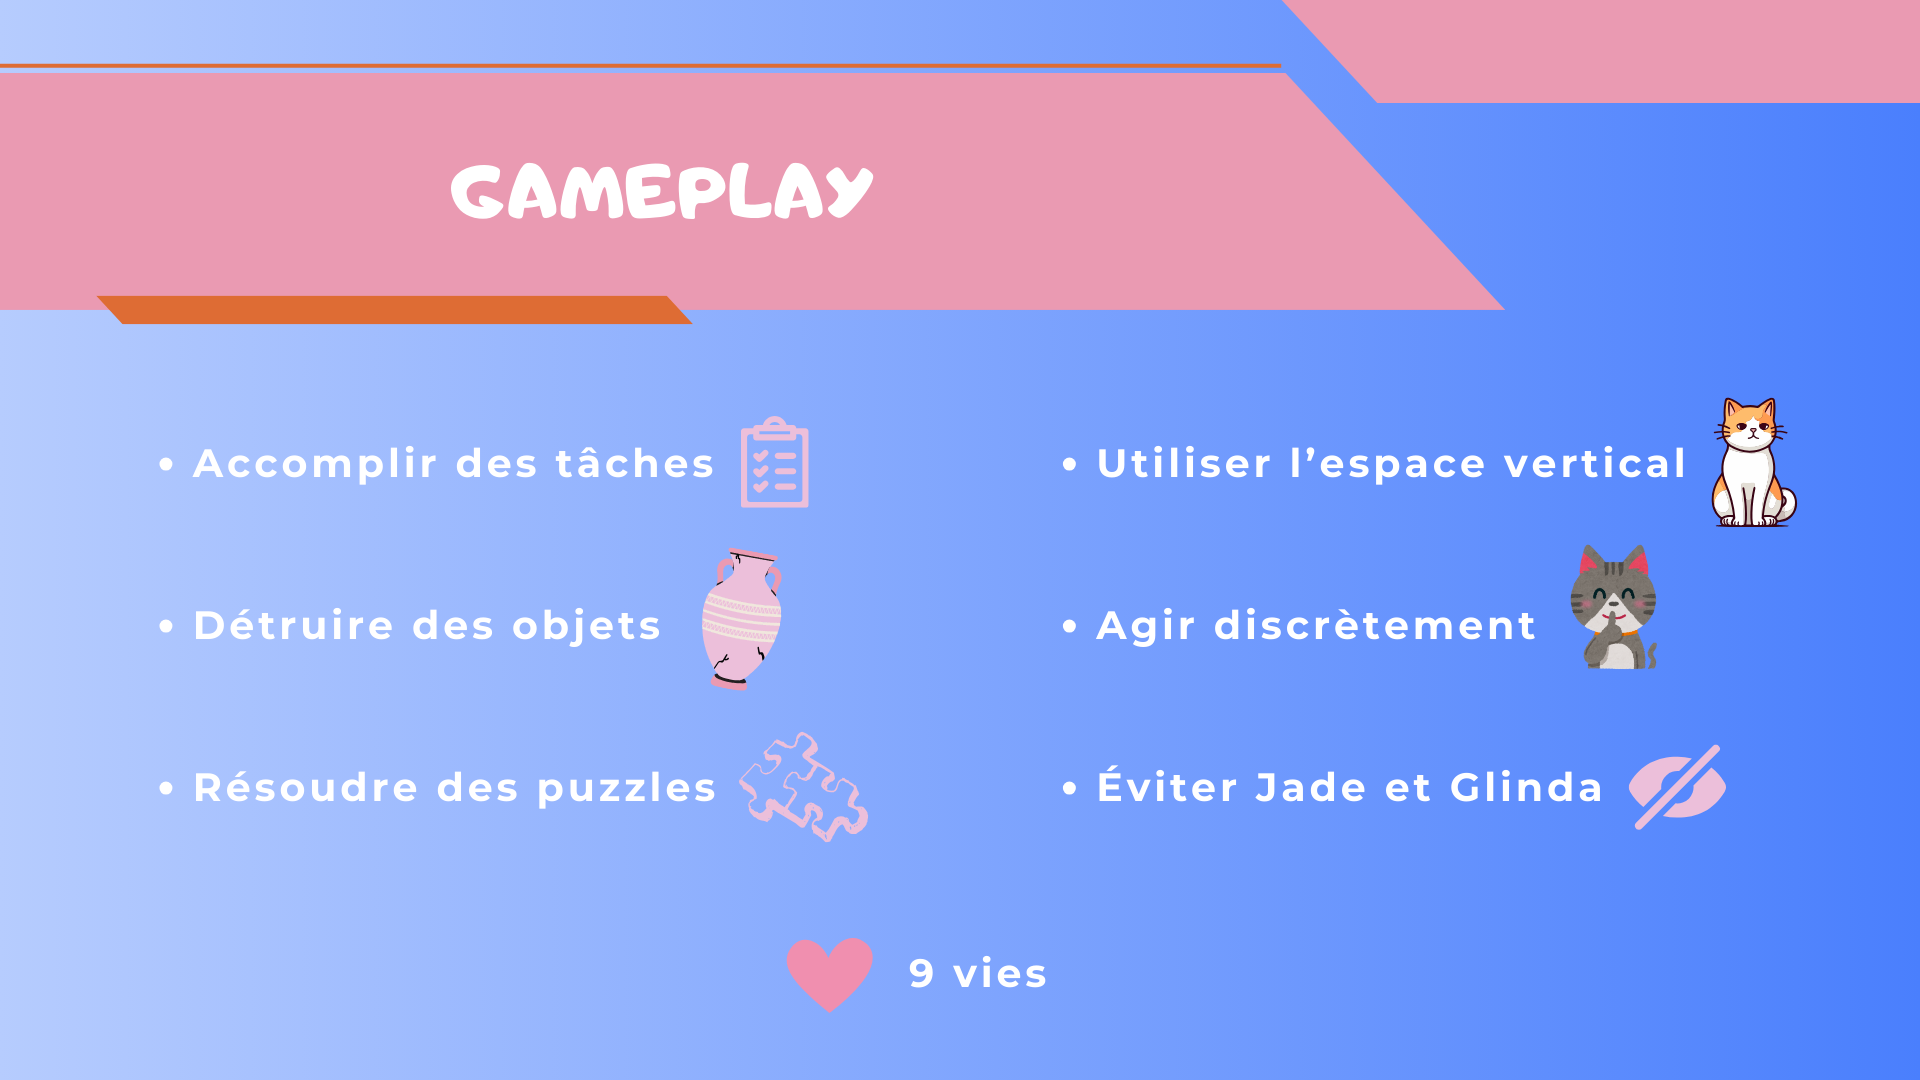 GAMEPLAY
• Accomplir des tâches
• Détruire des objets
• Résoudre des puzzles
• Utiliser l’espace vertical
• Agir discrètement
• Éviter Jade et Glinda
9 vies